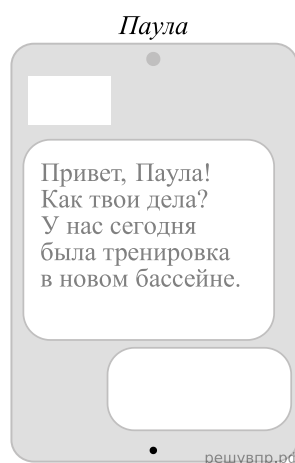 Паула
Привет, Паула!
Как твои дела?
У нас сегодня
была тренировка
в новом бассейне.
решувпр.рф